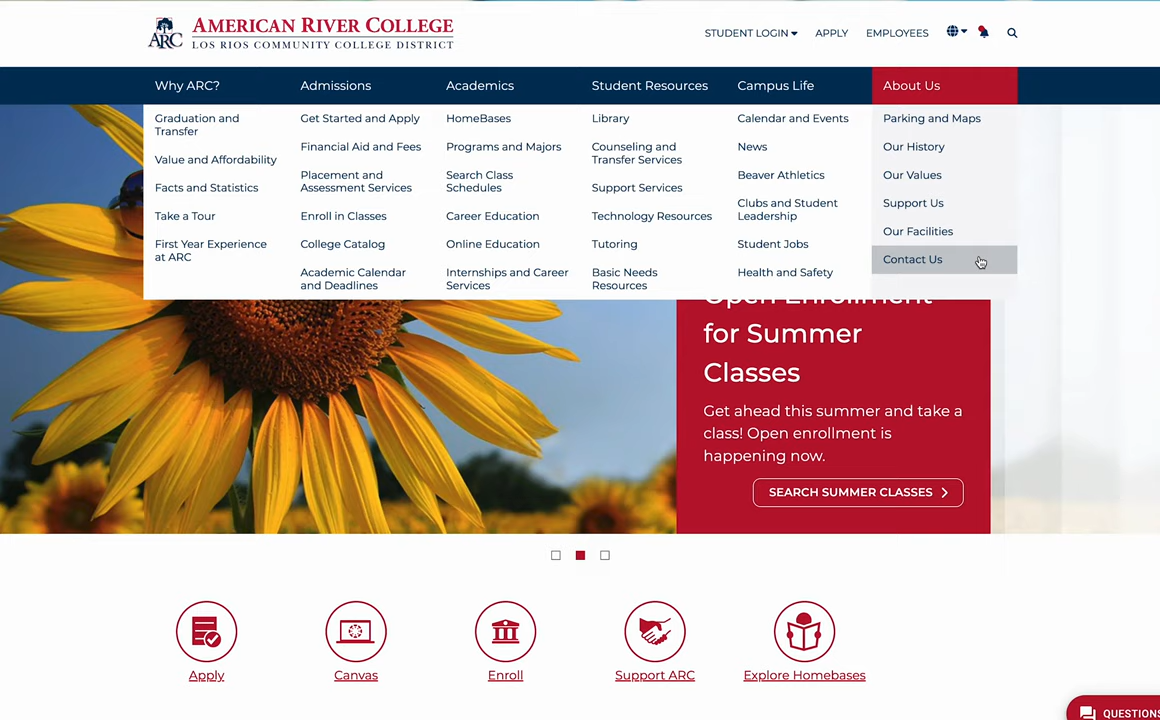 ARC
AMERICAN RIVER COLLEGE
LOS RIOS COMMUNITY COLLEGE DISTRICT
STUDENT LOGIN
APPLY
EMPLOYEES
Why ARC?
Admissions
Academics
Student Resources
Campus Life
About Us
Graduation and
Transfer
Value and Affordability
Facts and Statistics
Take a Tour
First Year Experience
at ARC
Get Started and Apply
Financial Aid and Fees
Placement and
Assessment Services
Enroll in Classes
College Catalog
Academic Calendar
and Deadlines
HomeBases
Programs and Majors
Search Class
Schedules
Career Education
Online Education
Internships and Career
Services
Library
Counseling and
Transfer Services
Support Services
Technology Resources
Tutoring
Basic Needs
Resources
Calendar and Events
News
Beaver Athletics
Clubs and Student
Leadership
Student Jobs
Health and Safety
Parking and Maps
Our History
Our Values
Support Us
Our Facilities
Contact Us
Open Enrollment
for Summer
Classes
Get ahead this summer and take a
class! Open enrollment is
happening now.
SEARCH SUMMER CLASSES
Apply
Canvas
Enroll
Support ARC
Explore Homebases
QUESTIONS